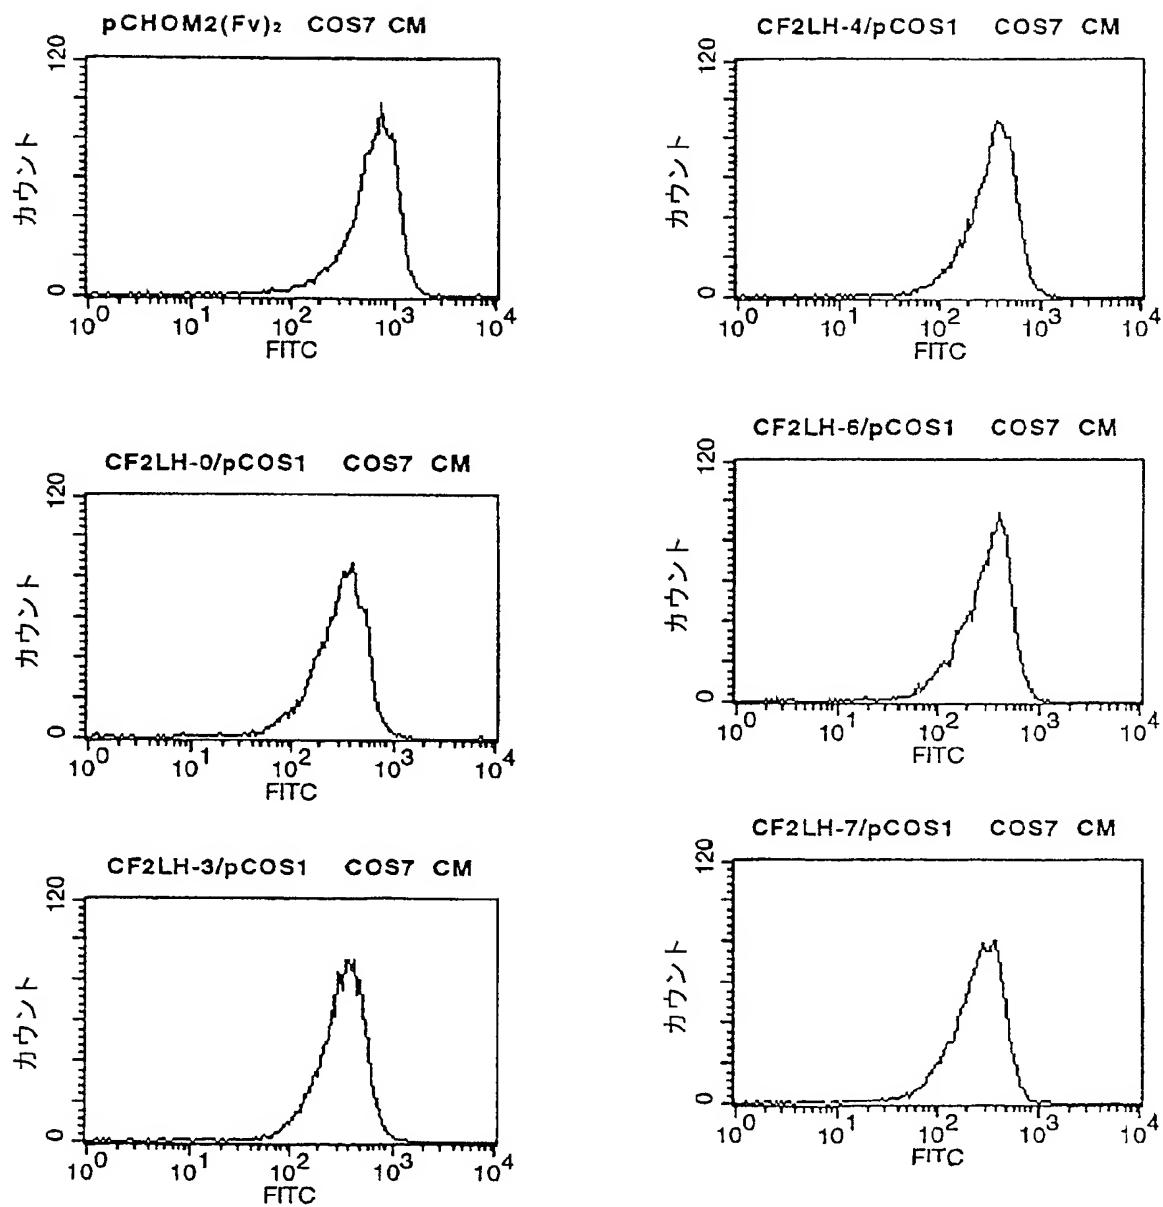 pCHOM2(Fv)₂ COS7 CM
120
カウント
0
10⁰ 10¹ 10² 10³ 10⁴
FITC
CF2LH-0/pCOS1 COS7 CM
120
カウント
0
10⁰ 10¹ 10² 10³ 10⁴
FITC
CF2LH-3/pCOS1 COS7 CM
120
カウント
0
10⁰ 10¹ 10² 10³ 10⁴
FITC
CF2LH-4/pCOS1 COS7 CM
120
カウント
0
10⁰ 10¹ 10² 10³ 10⁴
FITC
CF2LH-6/pCOS1 COS7 CM
120
カウント
0
10⁰ 10¹ 10² 10³ 10⁴
FITC
CF2LH-7/pCOS1 COS7 CM
120
カウント
0
10⁰ 10¹ 10² 10³ 10⁴
FITC